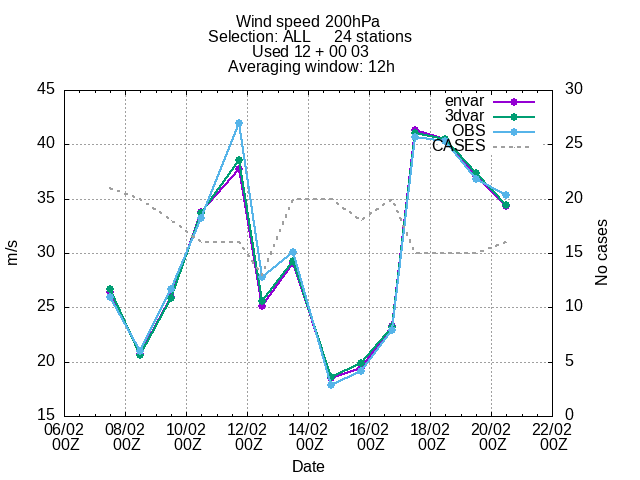 Wind speed 200hPa
Selection: ALL 24 stations
Used 12 + 00 03
Averaging window: 12h
45 30
envar
3dvar
OBS
CASES
40 25
35 20
30 15
25 10
20 5
15 0
m/s
No cases
06/02 08/02 10/02 12/02 14/02 16/02 18/02 20/02 22/02
00Z 00Z 00Z 00Z 00Z 00Z 00Z 00Z 00Z
Date